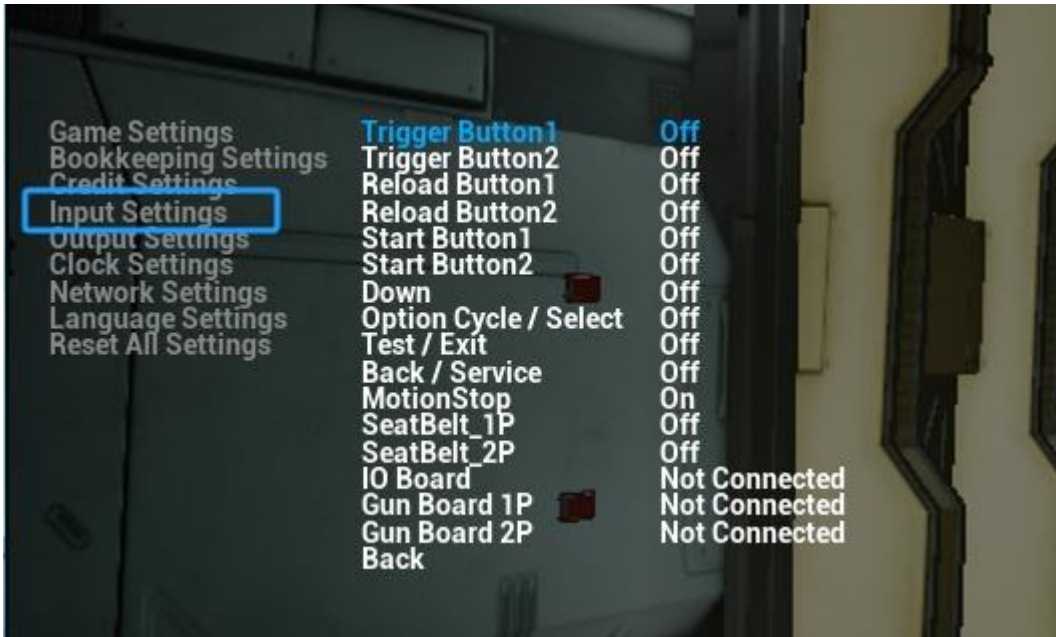 Game Settings
Bookkeeping Settings
Credit Settings
Input Settings
Output Settings
Clock Settings
Network Settings
Language Settings
Reset All Settings
Trigger Button1 Off
Trigger Button2 Off
Reload Button1 Off
Reload Button2 Off
Start Button1 Off
Start Button2 Off
Down Off
Option Cycle / Select Off
Test / Exit Off
Back / Service Off
MotionStop On
SeatBelt_1P Off
SeatBelt_2P Off
IO Board Not Connected
Gun Board 1P Not Connected
Gun Board 2P Not Connected
Back